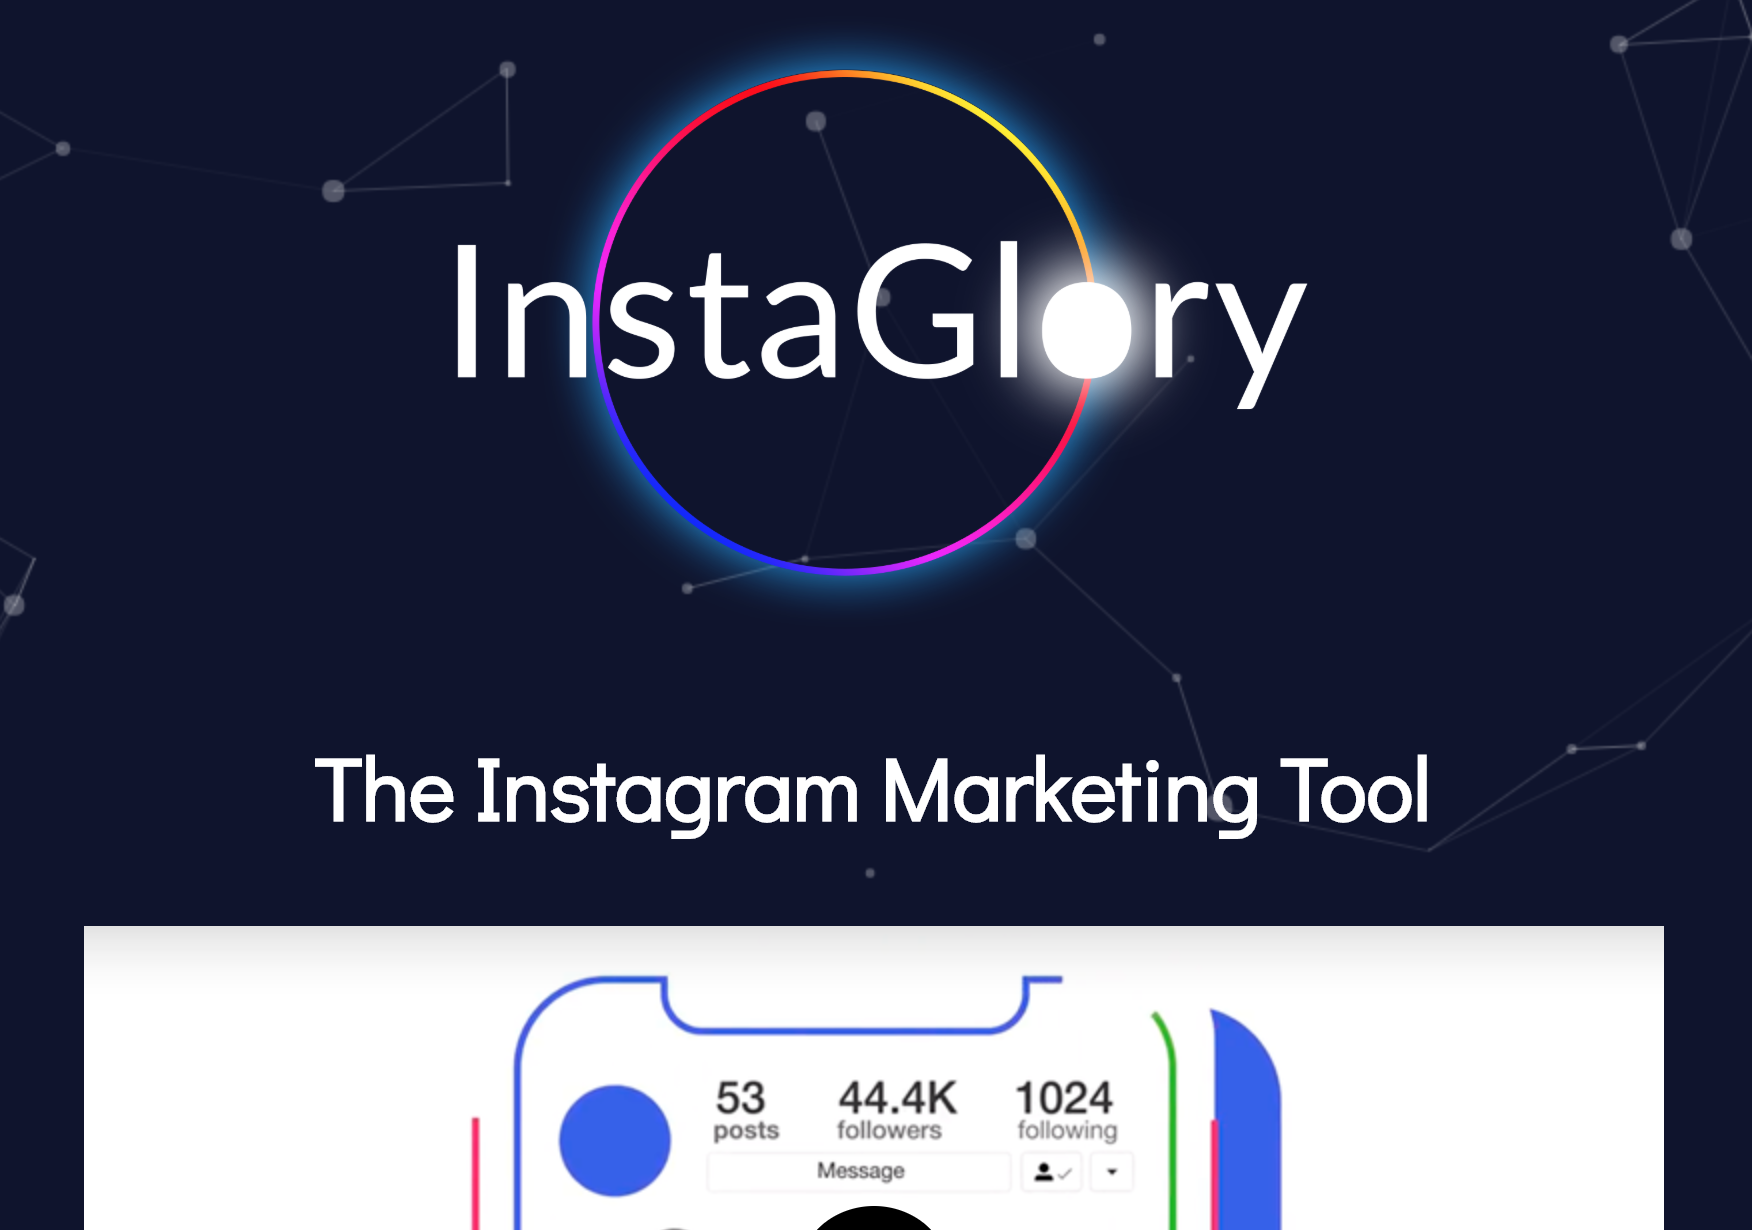 InstaGlory
The Instagram Marketing Tool
53 44.4K 1024
posts followers following
Message